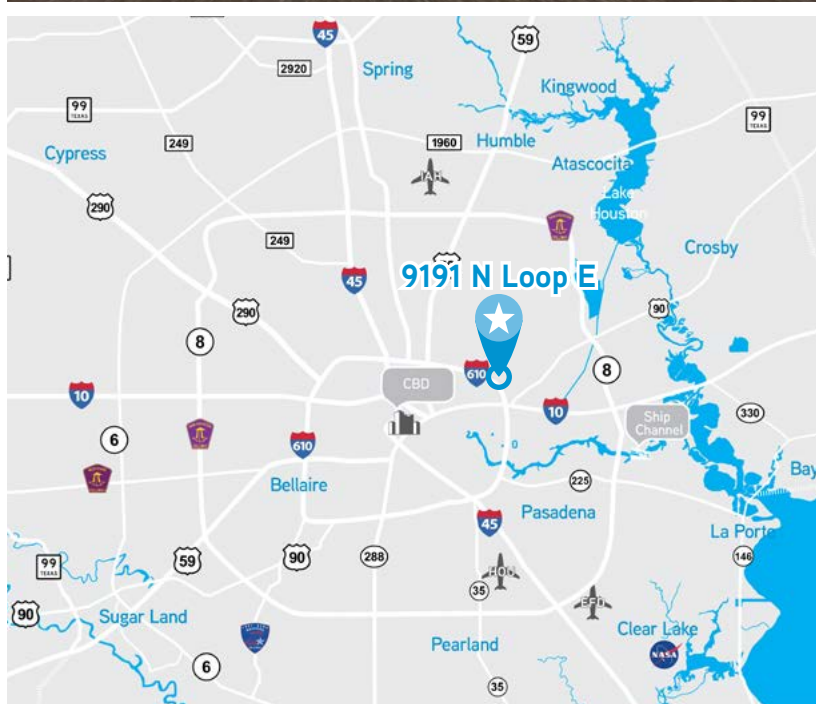 45
59
2920
Spring
Kingwood
99
TEXAS
99
TEXAS
249
1960
Humble
Cypress
Atascocita
IAH
Lake
Houston
290
249
Crosby
45
9191 N Loop E
290
90
8
610
8
CBD
10
10
330
Ship
Channel
6
610
Bellaire
225
Bay
45
Pasadena
La Porte
59
90
288
146
99
TEXAS
HOU
35
EFD
90
Sugar Land
Clear Lake
Pearland
NASA
6
35